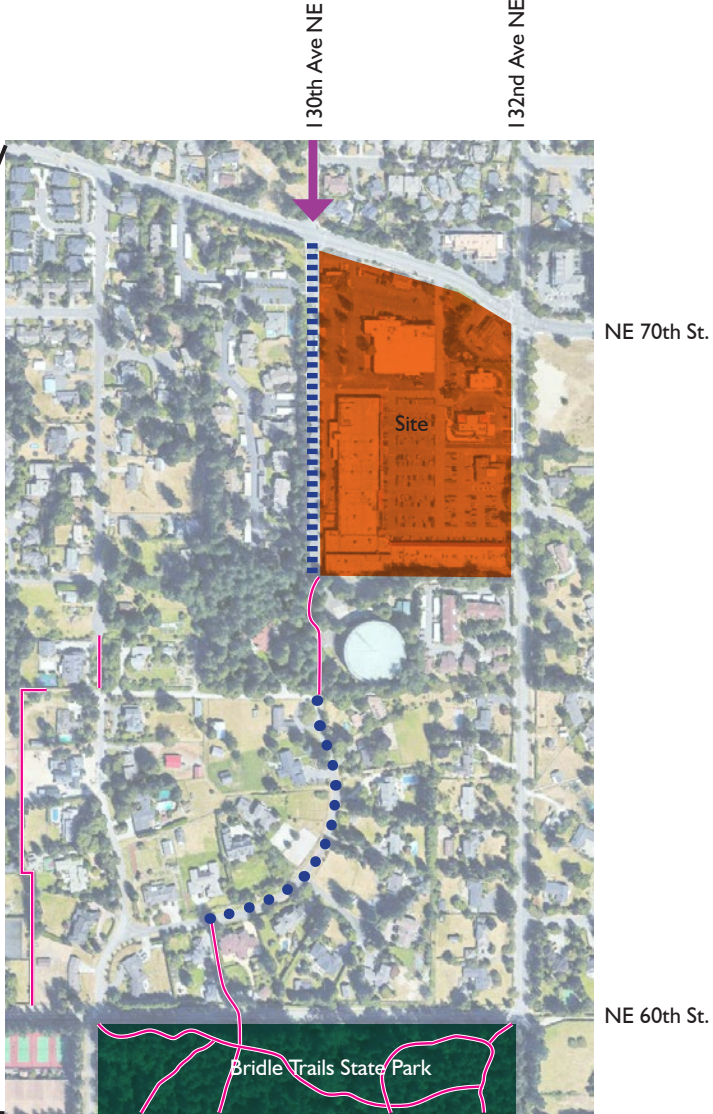 130th Ave NE
132nd Ave NE
NE 70th St.
Site
NE 60th St.
Bridle Trails State Park